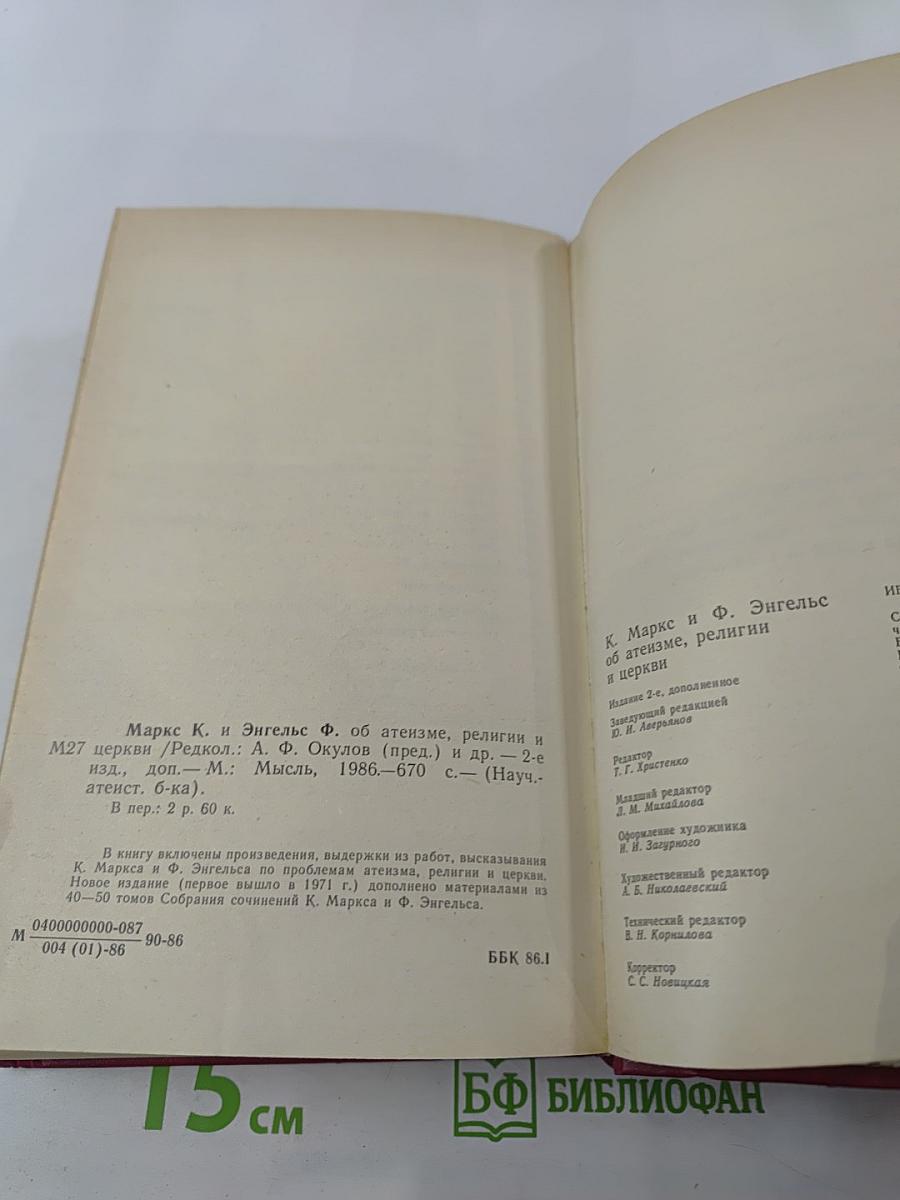 Маркс К. и Энгельс Ф. об атеизме, религии и
М27 церкви /Редкол.: А. Ф. Окулов (пред.) и др. — 2-е
изд., доп.— М.: Мысль, 1986.—670 с.— (Науч.-
атеист. б-ка).
В пер.: 2 р. 60 к.
В книгу включены произведения, выдержки из работ, высказывания
К. Маркса и Ф. Энгельса по проблемам атеизма, религии и церкви.
Новое издание (первое вышло в 1971 г.) дополнено материалами из
40—50 томов Собрания сочинений К. Маркса и Ф. Энгельса.
М 0400000000-087 90-86
004 (01)-86
ББК 86.1
К. Маркс и Ф. Энгельс
об атеизме, религии
и церкви
Издание 2-е, дополненное
Заведующий редакцией
Ю. И. Аверьянов
Редактор
Т. Г. Христенко
Младший редактор
Л. М. Михайлова
Оформление художника
И. И. Загурного
Художественный редактор
А. Б. Николаевский
Технический редактор
В. Н. Корнилова
Корректор
С. С. Новицкая
15 см
БФ БИБЛИОФАН